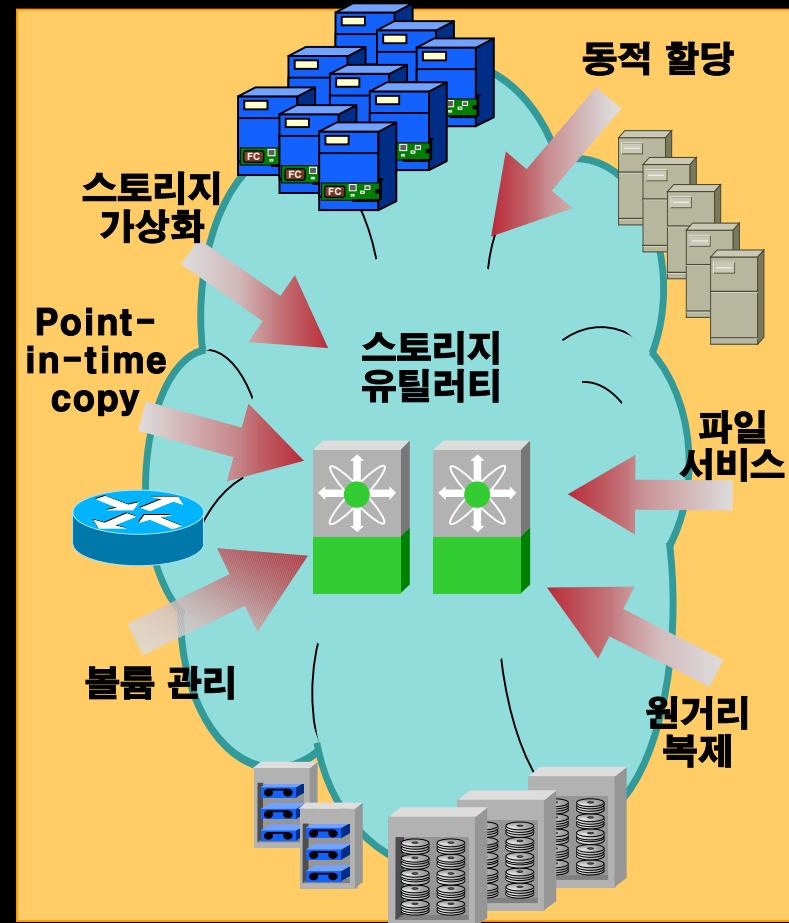 동적 할당
스토리지
가상화
Point-
in-time
copy
스토리지
유틸러티
파일
서비스
볼륨 관리
원거리
복제
FC
FC
FC